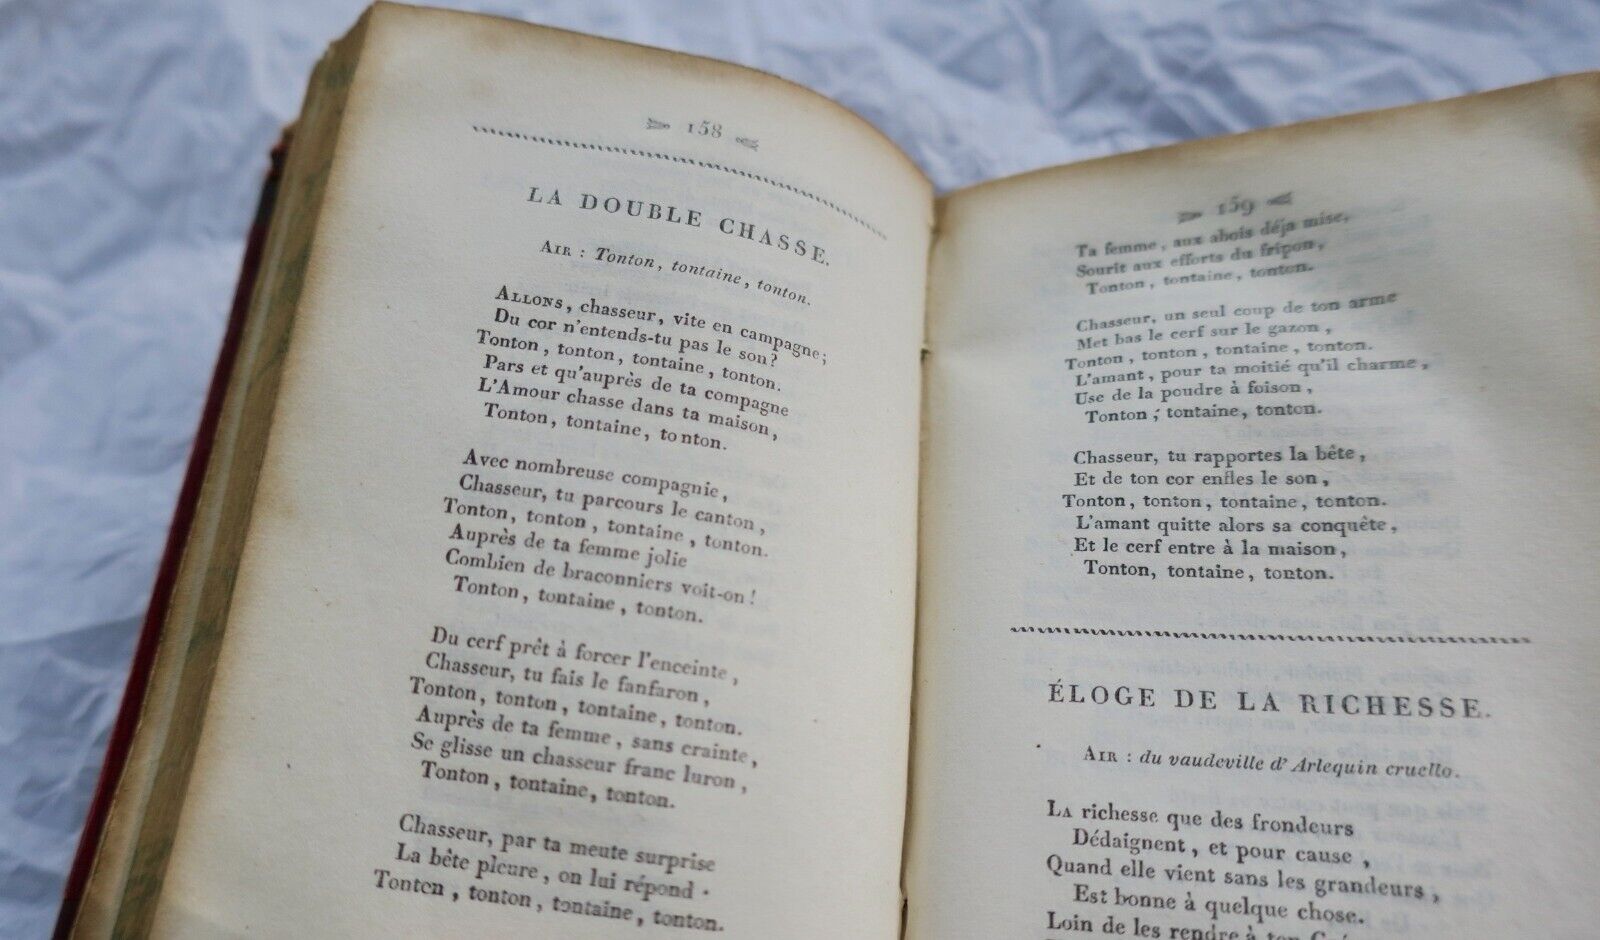 158
LA DOUBLE CHASSE.
AIR : Tonton, tontaine, tonton.
ALLONS, chasseur, vite en campagne ;
Du cor n'entends-tu pas le son ?
Tonton, tonton, tontaine, tonton.
Pars et qu'auprès de ta compagne
L'Amour chasse dans ta maison,
Tonton, tontaine, tonton.
Avec nombreuse compagnie,
Chasseur, tu parcours le canton,
Tonton, tonton, tontaine, tonton.
Auprès de ta femme jolie
Combien de braconniers voit-on !
Tonton, tontaine, tonton.
Du cerf prêt à forcer l'enceinte,
Chasseur, tu fais le fanfaron,
Tonton, tonton, tontaine, tonton.
Auprès de ta femme, sans crainte,
Se glisse un chasseur franc luron,
Tonton, tontaine, tonton.
Chasseur, par ta meute surprise
La bête pleure, on lui répond.
Tonton, tonton, tontaine, tonton.
159
Ta femme, aux abois déja mise,
Sourit aux efforts du fripon,
Tonton, tontaine, tonton.
Chasseur, un seul coup de ton arme
Met bas le cerf sur le gazon,
Tonton, tonton, tontaine, tonton.
L'amant, pour ta moitié qu'il charme,
Use de la poudre à foison,
Tonton, tontaine, tonton.
Chasseur, tu rapportes la bête,
Et de ton cor enfles le son,
Tonton, tonton, tontaine, tonton.
L'amant quitte alors sa conquête,
Et le cerf entre à la maison,
Tonton, tontaine, tonton.
ÉLOGE DE LA RICHESSE.
AIR : du vaudeville d'Arlequin cruello.
LA richesse que des frondeurs
Dédaignent, et pour cause,
Quand elle vient sans les grandeurs,
Est bonne à quelque chose.
Loin de les rendre à ton